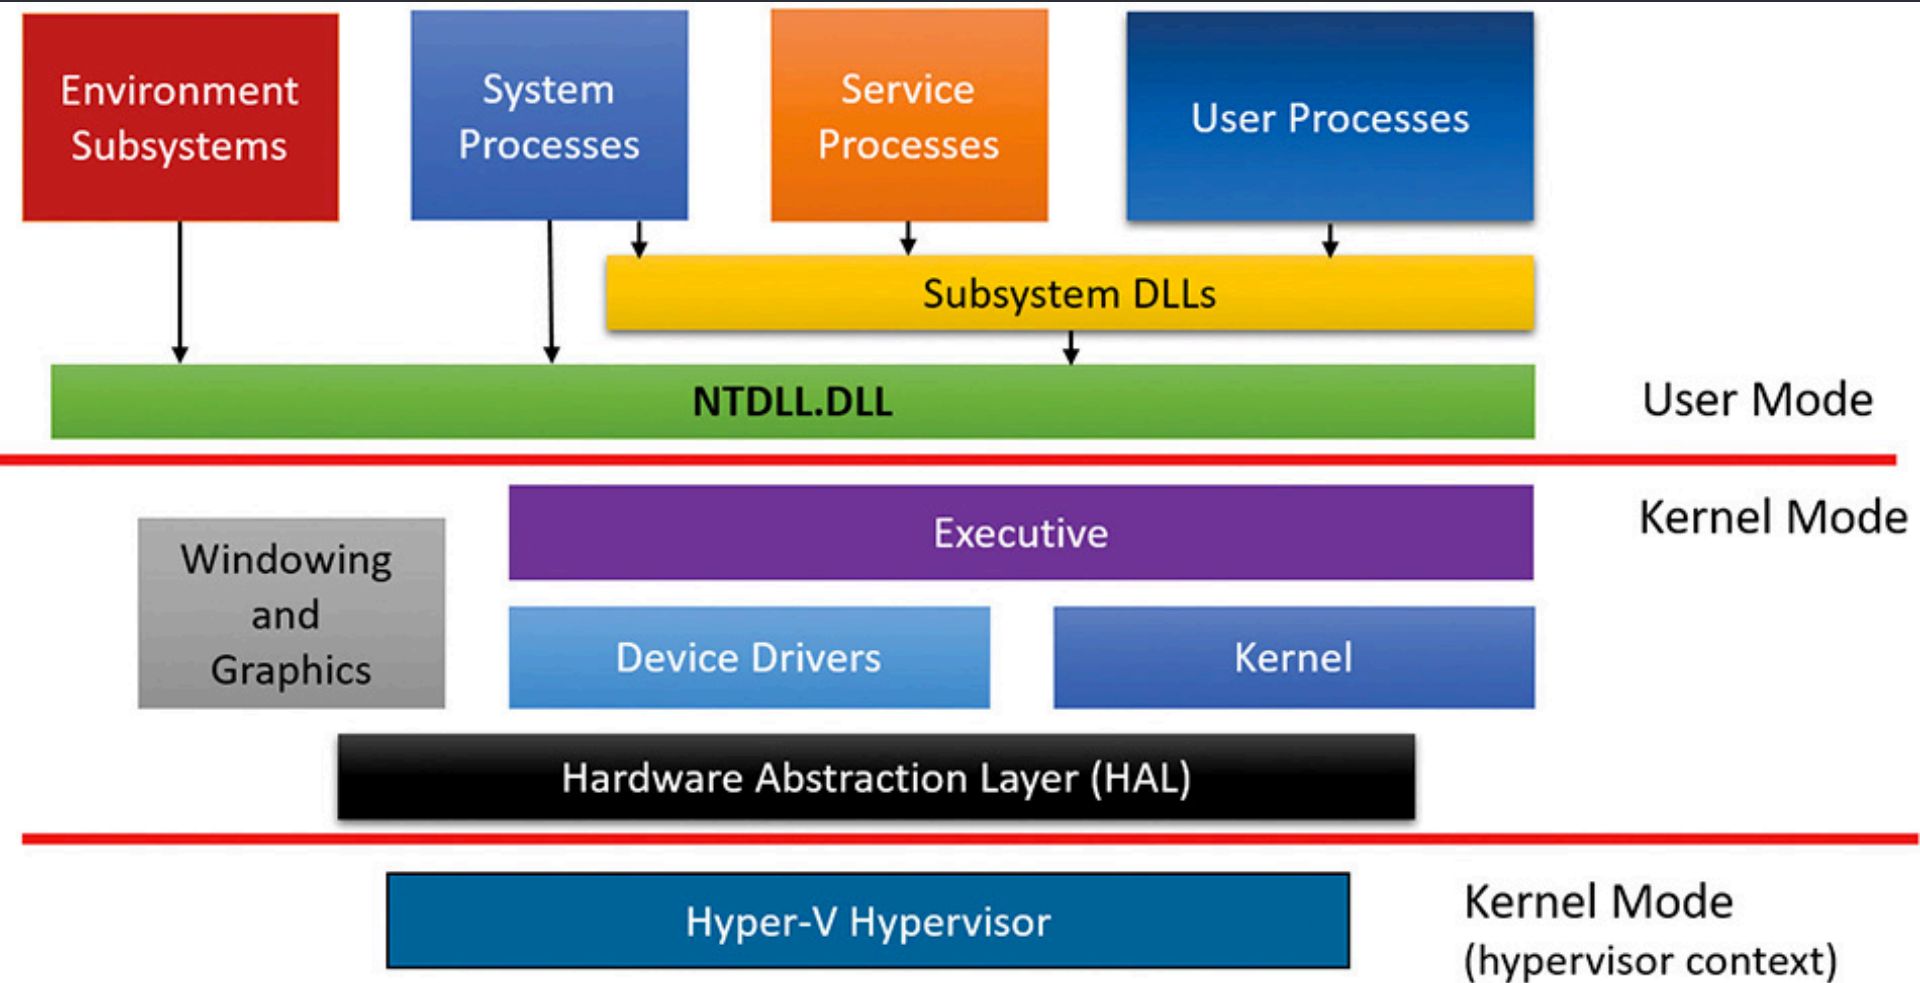 Environment
Subsystems
System
Processes
Service
Processes
User Processes
Subsystem DLLs
NTDLL.DLL
User Mode
Kernel Mode
Executive
Windowing
and
Graphics
Device Drivers
Kernel
Hardware Abstraction Layer (HAL)
Hyper-V Hypervisor
Kernel Mode
(hypervisor context)